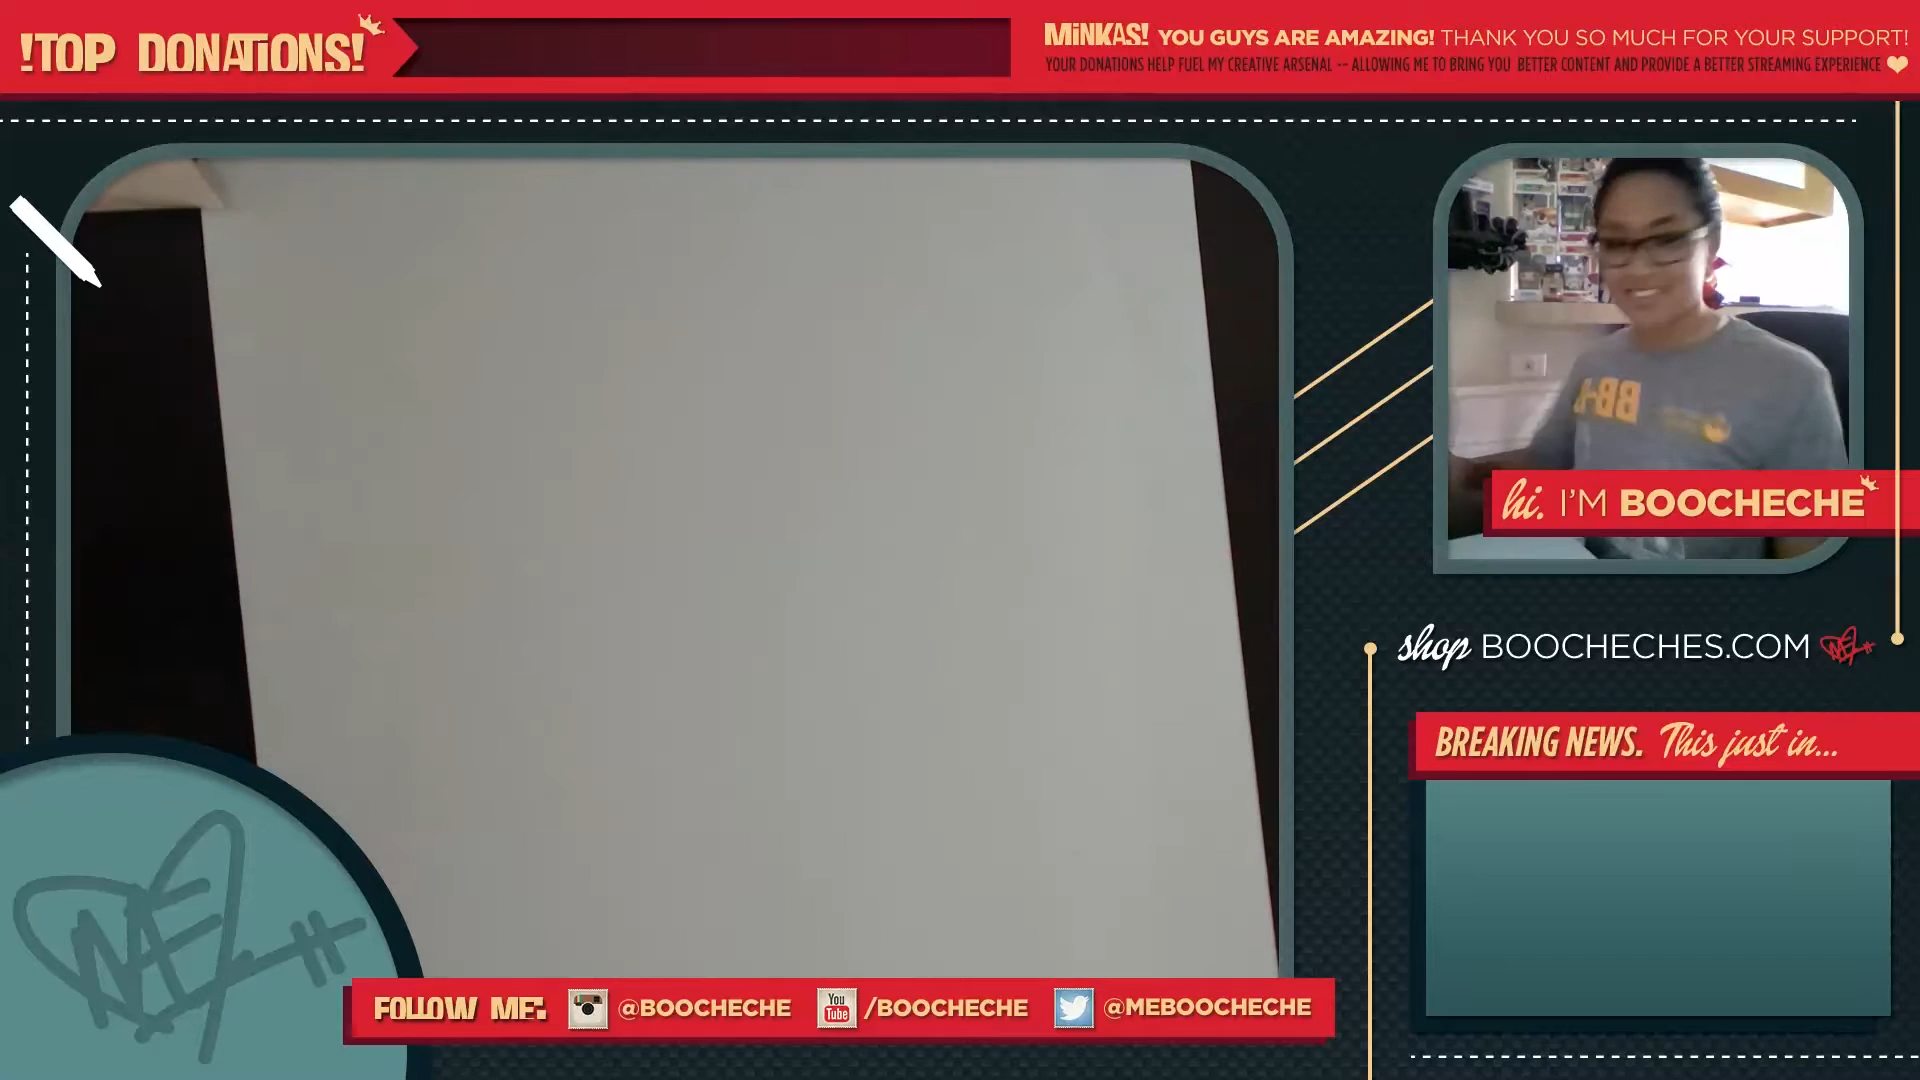 !TOP DONATIONS!
MINKAS! YOU GUYS ARE AMAZING! THANK YOU SO MUCH FOR YOUR SUPPORT!
YOUR DONATIONS HELP FUEL MY CREATIVE ARSENAL -- ALLOWING ME TO BRING YOU BETTER CONTENT AND PROVIDE A BETTER STREAMING EXPERIENCE
hi. I'M BOOCHECHE
shop BOOCHECHES.COM
BREAKING NEWS. This just in...
FOLLOW ME: @BOOCHECHE You Tube /BOOCHECHE @MEBOOCHECHE